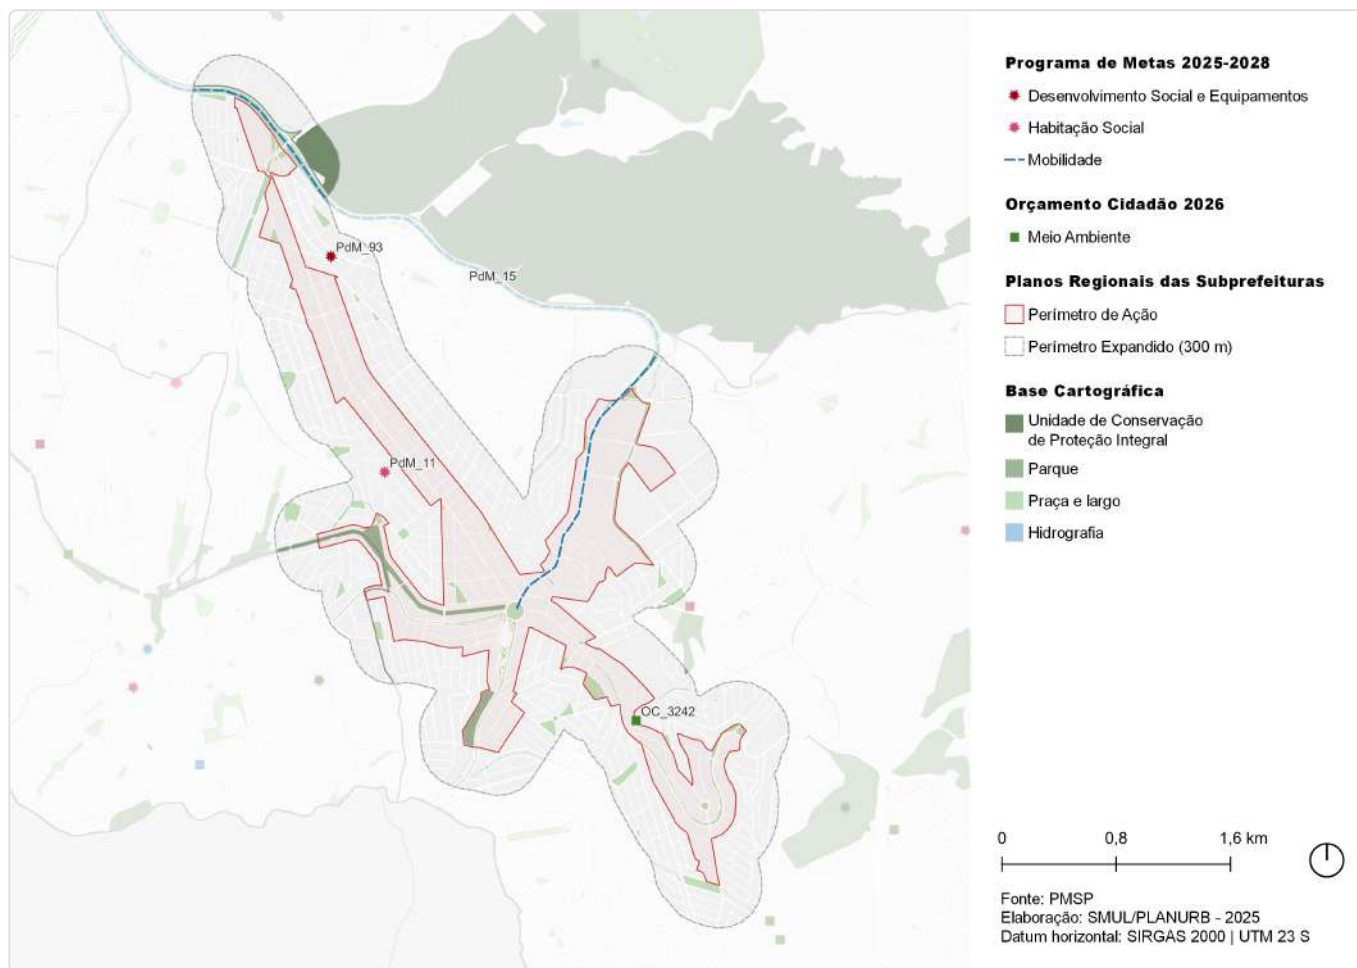 PdM_93
PdM_15
PdM_11
OC_3242
Programa de Metas 2025-2028
Desenvolvimento Social e Equipamentos
Habitação Social
Mobilidade
Orçamento Cidadão 2026
Meio Ambiente
Planos Regionais das Subprefeituras
Perímetro de Ação
Perímetro Expandido (300 m)
Base Cartográfica
Unidade de Conservação
de Proteção Integral
Parque
Praça e largo
Hidrografia
0 0,8 1,6 km
Fonte: PMSP
Elaboração: SMUL/PLANURB - 2025
Datum horizontal: SIRGAS 2000 | UTM 23 S